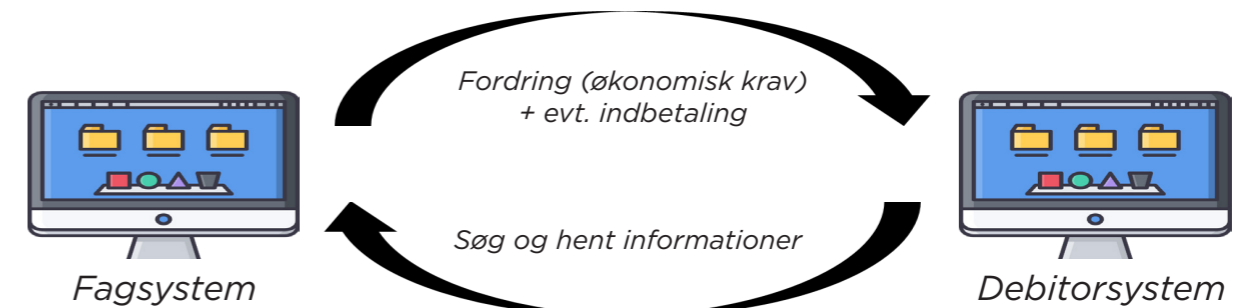 Fordring (økonomisk krav)
+ evt. indbetaling
Søg og hent informationer
Fagsystem
Debitorsystem